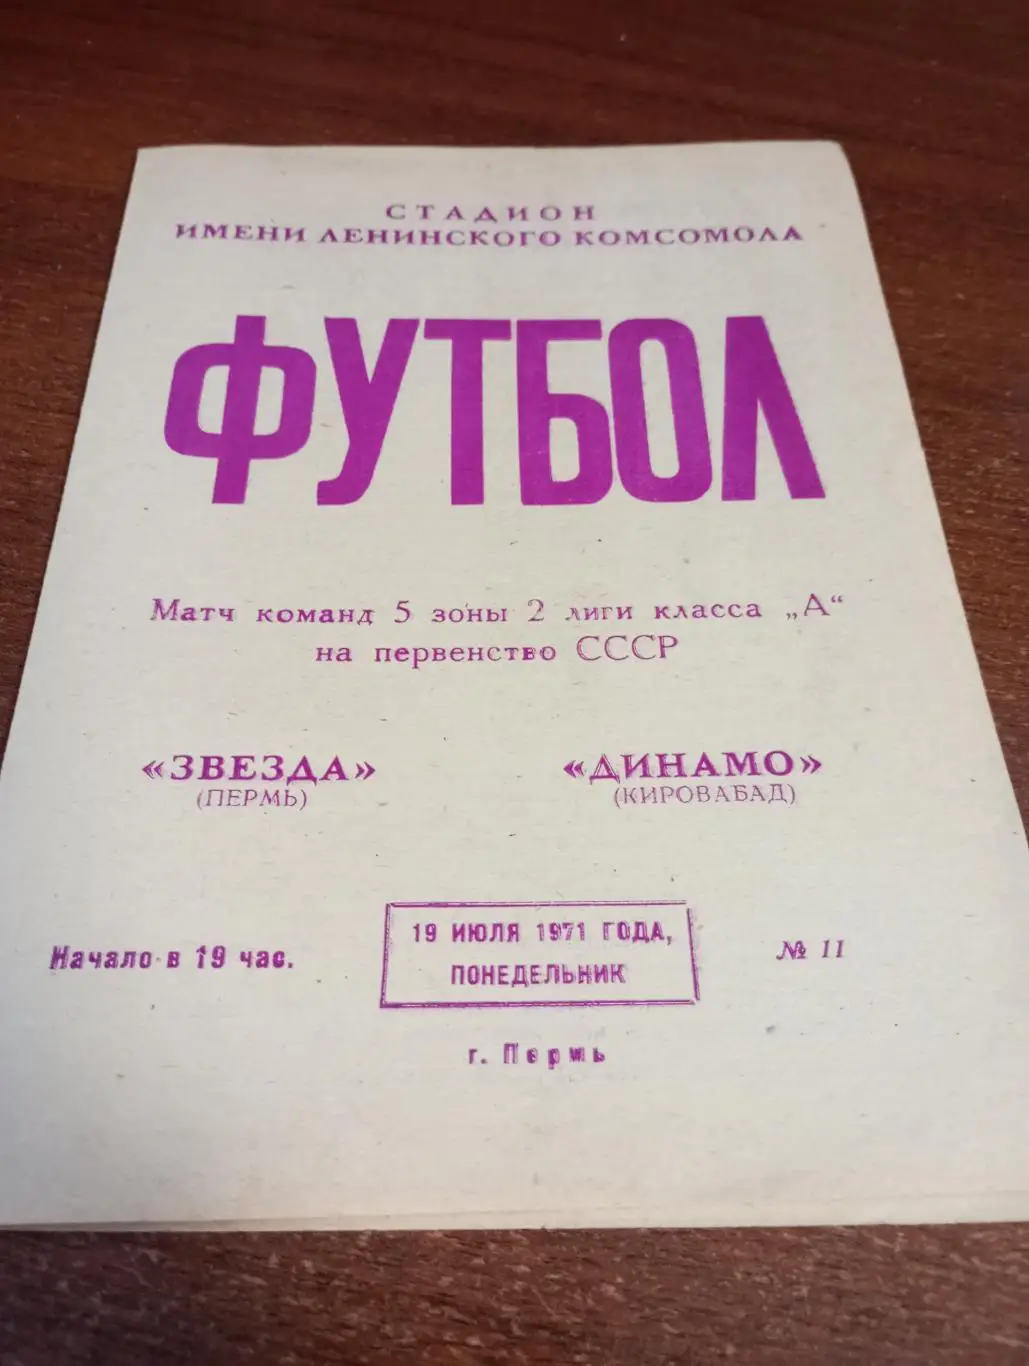 СТАДИОН
ИМЕНИ ЛЕНИНСКОГО КОМСОМОЛА
ФУТБОЛ
Матч команд 5 зоны 2 лиги класса „А“
на первенство СССР
«ЗВЕЗДА» «ДИНАМО»
(ПЕРМЬ) (КИРОВАБАД)
19 ИЮЛЯ 1971 ГОДА,
Начало в 19 час. № 11
ПОНЕДЕЛЬНИК
г. Пермь